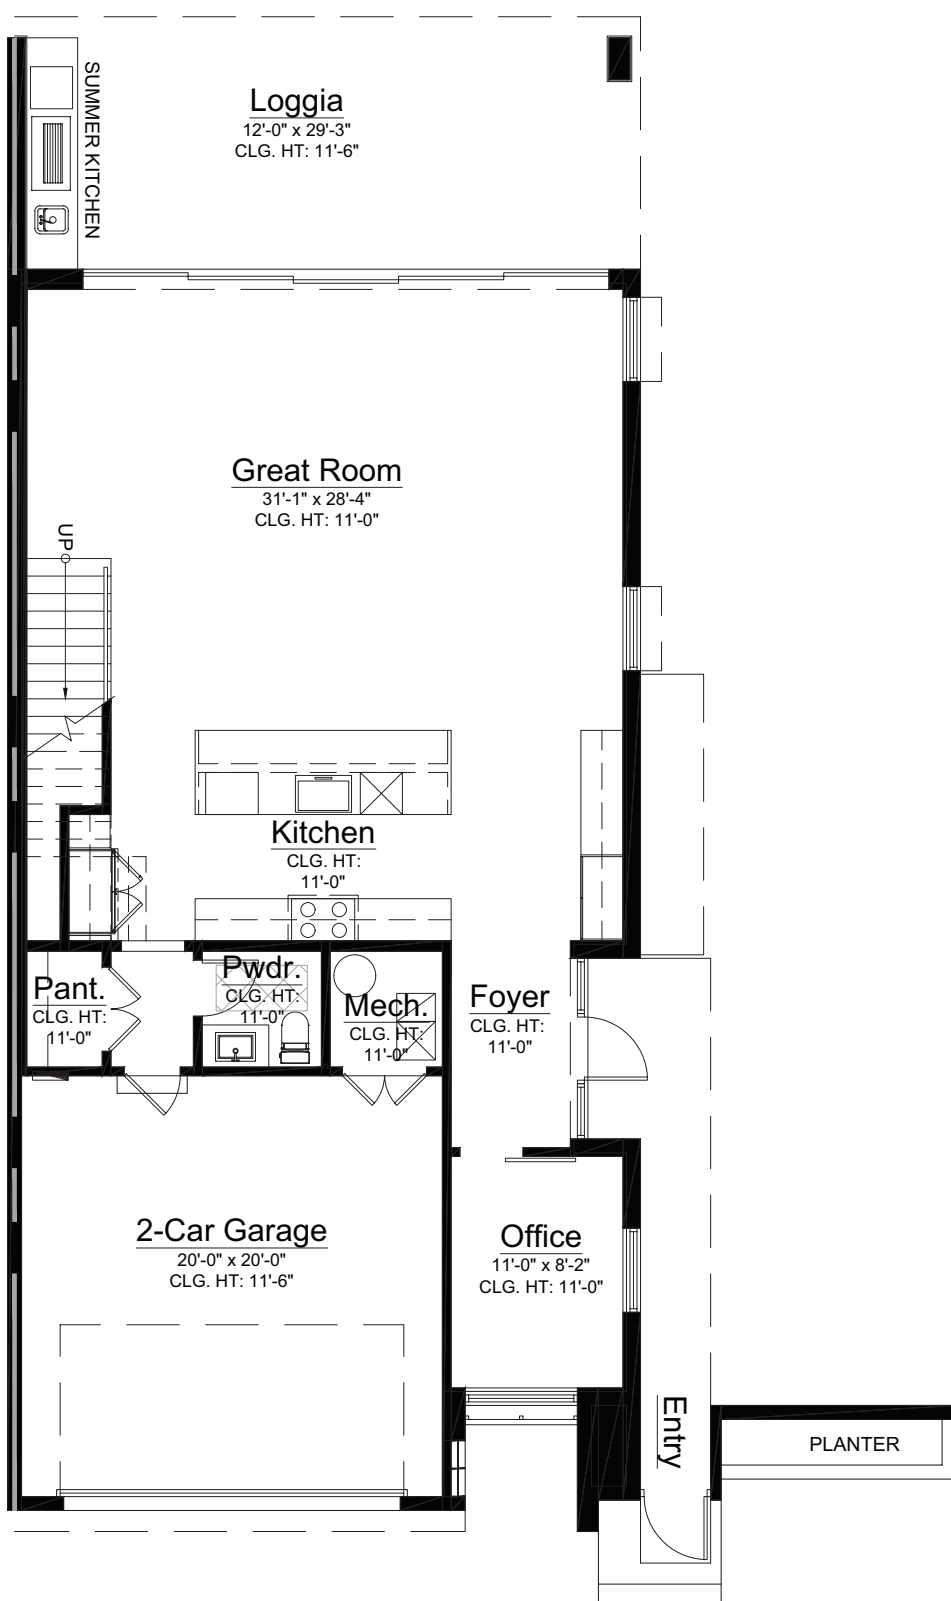 SUMMER KITCHEN
Loggia
12'-0" x 29'-3"
CLG. HT: 11'-6"
Great Room
31'-1" x 28'-4"
CLG. HT: 11'-0"
UP
Kitchen
CLG. HT:
11'-0"
Pant.
CLG. HT:
11'-0"
Pwdr.
CLG. HT:
11'-0"
Mech.
CLG. HT:
11'-0"
Foyer
CLG. HT:
11'-0"
2-Car Garage
20'-0" x 20'-0"
CLG. HT: 11'-6"
Office
11'-0" x 8'-2"
CLG. HT: 11'-0"
Entry
PLANTER